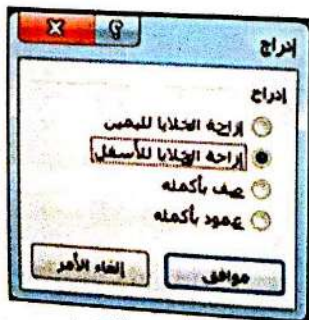 إدراج
إدراج
إزاحة الخلايا لليمين
إزاحة الخلايا للأسفل
صف بأكمله
عمود بأكمله
موافق
إلغاء الأمر